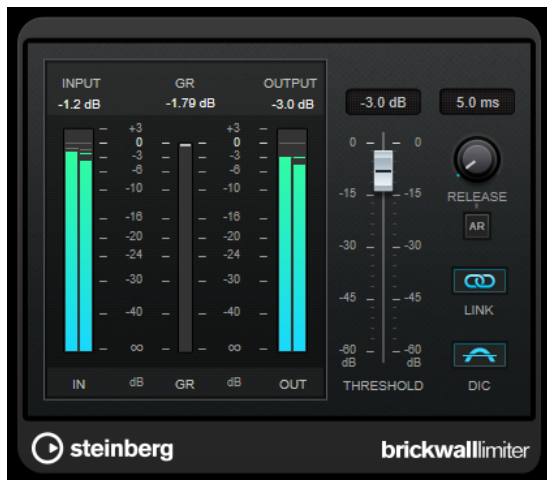 INPUT GR OUTPUT
-1.2 dB -1.79 dB -3.0 dB
-3.0 dB 5.0 ms
+3 +3
0 0
-3 -3
-6 -6
-10 -10
-16 -16
-20 -20
-24 -24
-30 -30
-40 -40
∞ ∞
IN dB GR dB OUT
0 0
-15 -15
-30 -30
-45 -45
-60 -60
dB dB
THRESHOLD
RELEASE
AR
LINK
DIC
steinberg
brickwalllimiter